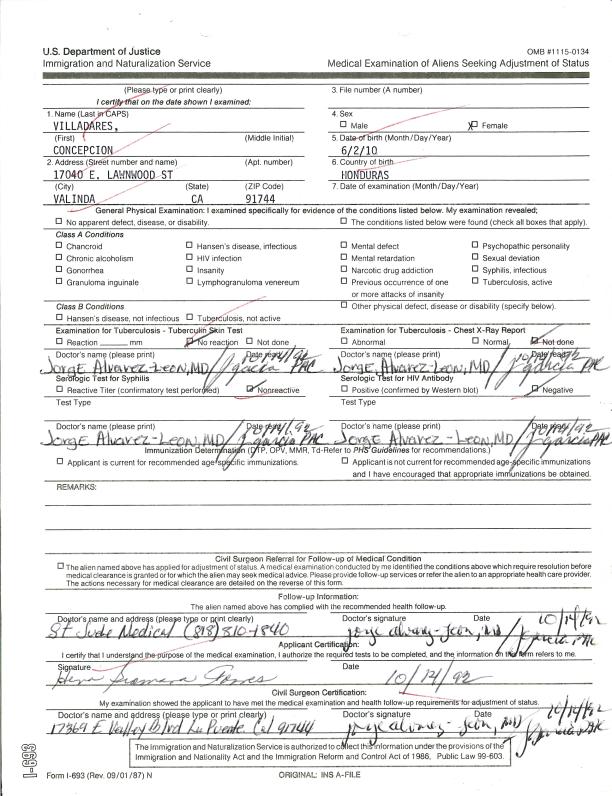 U.S. Department of Justice
Immigration and Naturalization Service
OMB #1115-0134
Medical Examination of Aliens Seeking Adjustment of Status
(Please type or print clearly)
I certify that on the date shown I examined:
3. File number (A number)
1. Name (Last in CAPS)
VILLADARES,
4. Sex
☐ Male X☐ Female
(First) (Middle Initial)
CONCEPCION
5. Date of birth (Month/Day/Year)
6/2/10
2. Address (Street number and name) (Apt. number)
17040 E. LAWNWOOD ST
6. Country of birth
HONDURAS
(City) (State) (ZIP Code)
VALINDA CA 91744
7. Date of examination (Month/Day/Year)
General Physical Examination: I examined specifically for evidence of the conditions listed below. My examination revealed;
☐ No apparent defect, disease, or disability.
☐ The conditions listed below were found (check all boxes that apply).
Class A Conditions
☐ Chancroid ☐ Hansen's disease, infectious ☐ Mental defect ☐ Psychopathic personality
☐ Chronic alcoholism ☐ HIV infection ☐ Mental retardation ☐ Sexual deviation
☐ Gonorrhea ☐ Insanity ☐ Narcotic drug addiction ☐ Syphilis, infectious
☐ Granuloma inguinale ☐ Lymphogranuloma venereum ☐ Previous occurrence of one ☐ Tuberculosis, active
or more attacks of insanity
Class B Conditions
☐ Other physical defect, disease or disability (specify below).
☐ Hansen's disease, not infectious ☐ Tuberculosis, not active
Examination for Tuberculosis - Tuberculin Skin Test
☐ Reaction ______ mm ☑ No reaction ☐ Not done
Examination for Tuberculosis - Chest X-Ray Report
☐ Abnormal ☐ Normal ☑ Not done
Doctor's name (please print) Date read
Jorge Alvarez-Leon, MD / J Garcia PAC 10/14/92
Doctor's name (please print) Date read
Jorge Alvarez-Leon, MD / J Garcia PAC 10/14/92
Serologic Test for Syphilis
☐ Reactive Titer (confirmatory test performed) ☑ Nonreactive
Test Type
Serologic Test for HIV Antibody
☐ Positive (confirmed by Western blot) ☑ Negative
Test Type
Doctor's name (please print) Date read
Jorge Alvarez-Leon, MD / J Garcia PAC 10/14/92
Doctor's name (please print) Date read
Jorge Alvarez-Leon, MD / J Garcia PAC 10/14/92
Immunization Determination (DTP, OPV, MMR, Td-Refer to PHS Guidelines for recommendations.)
☐ Applicant is current for recommended age-specific immunizations.
☐ Applicant is not current for recommended age-specific immunizations
and I have encouraged that appropriate immunizations be obtained.
REMARKS:
Civil Surgeon Referral for Follow-up of Medical Condition
☐ The alien named above has applied for adjustment of status. A medical examination conducted by me identified the conditions above which require resolution before
medical clearance is granted or for which the alien may seek medical advice. Please provide follow-up services or refer the alien to an appropriate health care provider.
The actions necessary for medical clearance are detailed on the reverse of this form.
Follow-up Information:
The alien named above has complied with the recommended health follow-up.
Doctor's name and address (please type or print clearly) Doctor's signature Date
St Jude Medical (818) 810-1840 10/14/92
Applicant Certification:
I certify that I understand the purpose of the medical examination, I authorize the required tests to be completed, and the information on this form refers to me.
Signature Date
10/14/92
Civil Surgeon Certification:
My examination showed the applicant to have met the medical examination and health follow-up requirements for adjustment of status.
Doctor's name and address (please type or print clearly) Doctor's signature Date
17369 E Valley Blvd La Puente Cal 91744 10/14/92
The Immigration and Naturalization Service is authorized to collect this information under the provisions of the
Immigration and Nationality Act and the Immigration Reform and Control Act of 1986, Public Law 99-603.
I-693
Form I-693 (Rev. 09/01/87) N
ORIGINAL: INS A-FILE